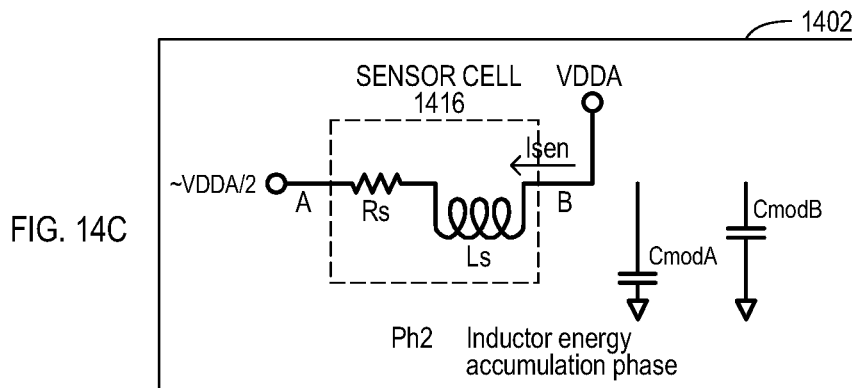 1402
SENSOR CELL
1416
VDDA
Isen
~VDDA/2
A
Rs
Ls
B
CmodA
CmodB
FIG. 14C
Ph2 Inductor energy
accumulation phase